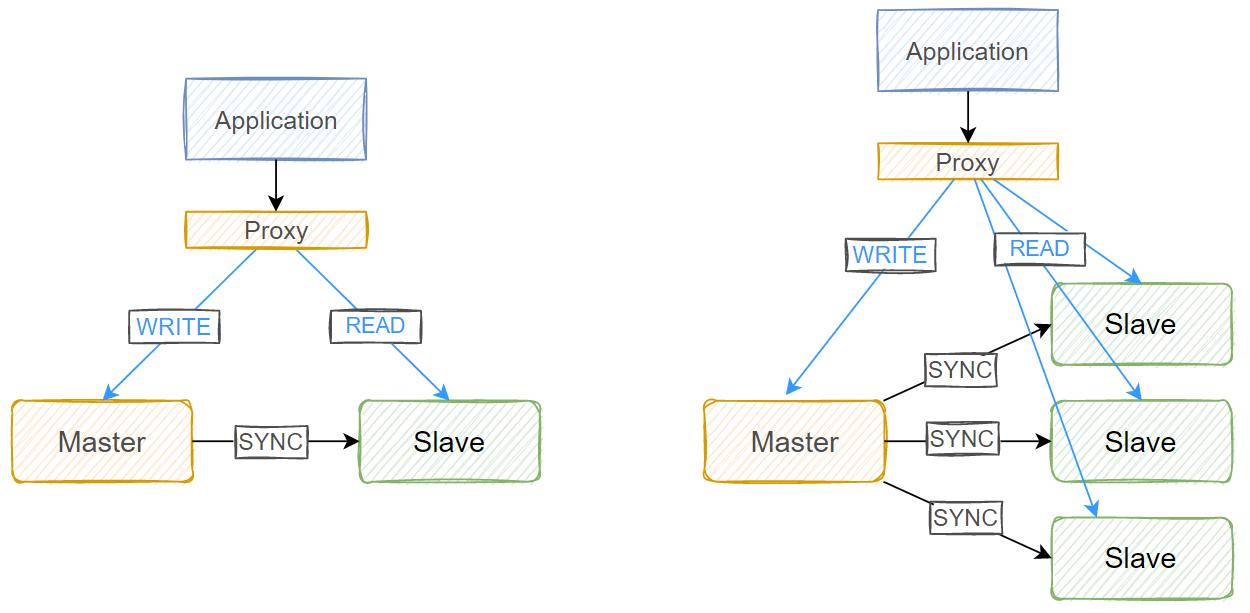 Application
Proxy
WRITE
READ
Master
SYNC
Slave
Application
Proxy
WRITE
READ
Slave
SYNC
Master
SYNC
Slave
SYNC
Slave